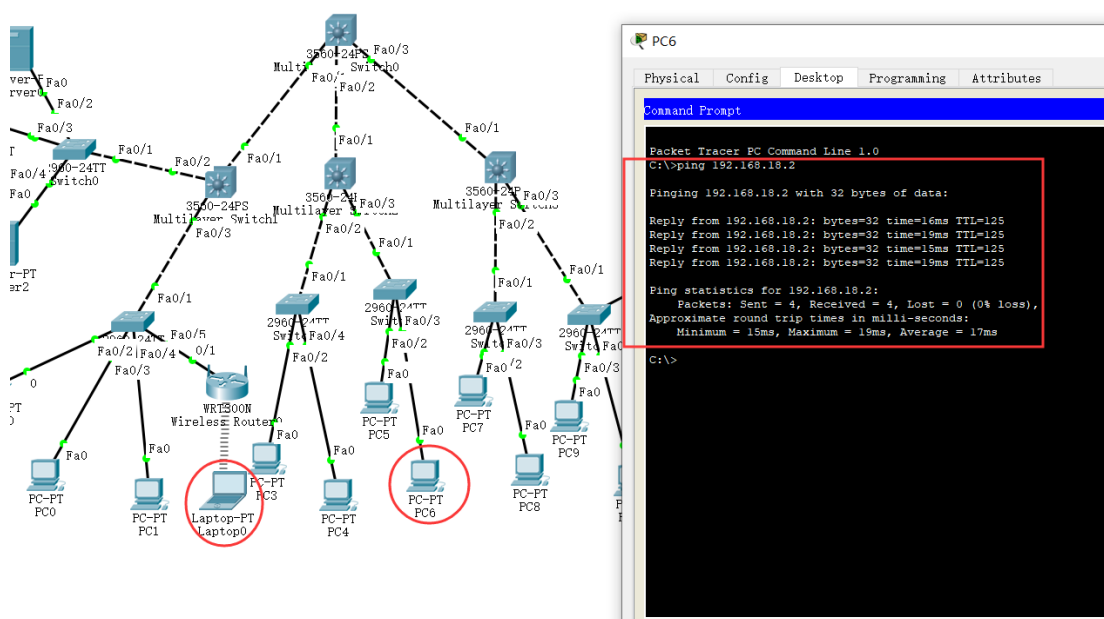 PC6
Physical
Config
Desktop
Programming
Attributes
Command Prompt
Packet Tracer PC Command Line 1.0
C:\>ping 192.168.18.2
Pinging 192.168.18.2 with 32 bytes of data:
Reply from 192.168.18.2: bytes=32 time=16ms TTL=125
Reply from 192.168.18.2: bytes=32 time=19ms TTL=125
Reply from 192.168.18.2: bytes=32 time=15ms TTL=125
Reply from 192.168.18.2: bytes=32 time=19ms TTL=125
Ping statistics for 192.168.18.2:
Packets: Sent = 4, Received = 4, Lost = 0 (0% loss),
Approximate round trip times in milli-seconds:
Minimum = 15ms, Maximum = 19ms, Average = 17ms
C:\>
Fa0/3
Fa0/2
Fa0
Fa0/2
Fa0/3
Fa0/1
Fa0/2
Fa0/1
Fa0/1
Fa0/1
Fa0/4
Fa0
Switch0
3560-24PS
Multilayer Switch1
Fa0/3
Fa0/3
Fa0/2
Fa0/1
Fa0/3
Fa0/2
Fa0/1
Fa0/1
Fa0/1
Fa0/1
Fa0/5
0/1
Fa0/2
Fa0/4
Fa0/3
Fa0/4
Fa0/2
Fa0/3
Fa0/3
Fa0/3
WRT300N
Wireless Router0
Fa0
PC-PT
PC5
Fa0
PC-PT
PC7
Fa0
PC-PT
PC9
Fa0
PC-PT
PC0
Fa0
PC-PT
PC1
Laptop-PT
Laptop0
Fa0
PC-PT
PC3
Fa0
PC-PT
PC4
Fa0
PC-PT
PC6
Fa0
PC-PT
PC8